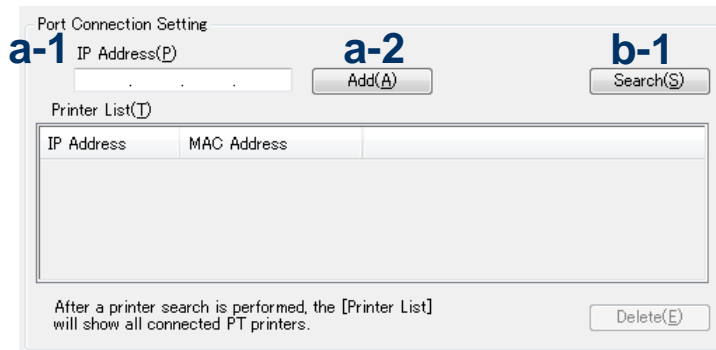 Port Connection Setting
a-1 IP Address(P) a-2 b-1
. . . Add(A) Search(S)
Printer List(T)
IP Address MAC Address
After a printer search is performed, the [Printer List]
will show all connected PT printers.
Delete(E)